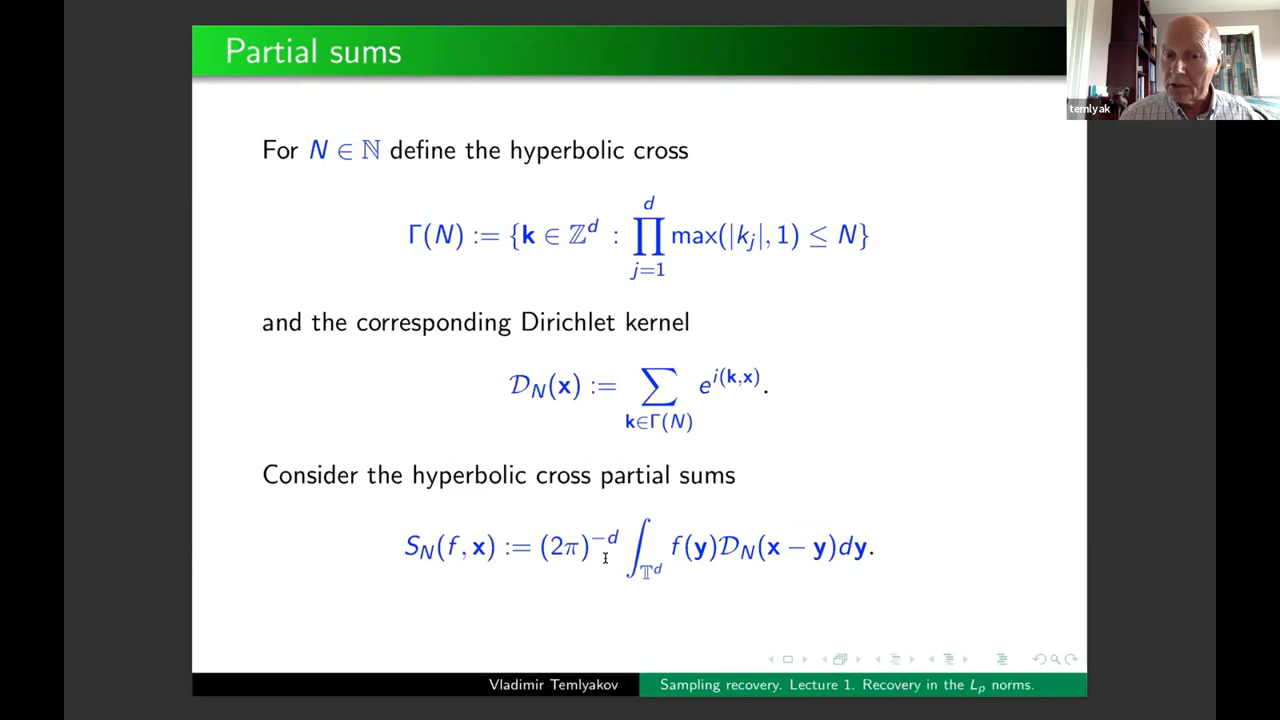 Partial sums
temlyak
For N ∈ ℕ define the hyperbolic cross
Γ(N) := {k ∈ ℤ^d : ∏_{j=1}^{d} max(|k_j|, 1) ≤ N}
and the corresponding Dirichlet kernel
𝒟_N(x) := ∑_{k∈Γ(N)} e^{i(k,x)}.
Consider the hyperbolic cross partial sums
S_N(f, x) := (2π)^{−d} ∫_{𝕋^d} f(y)𝒟_N(x − y)dy.
Vladimir Temlyakov
Sampling recovery. Lecture 1. Recovery in the L_p norms.